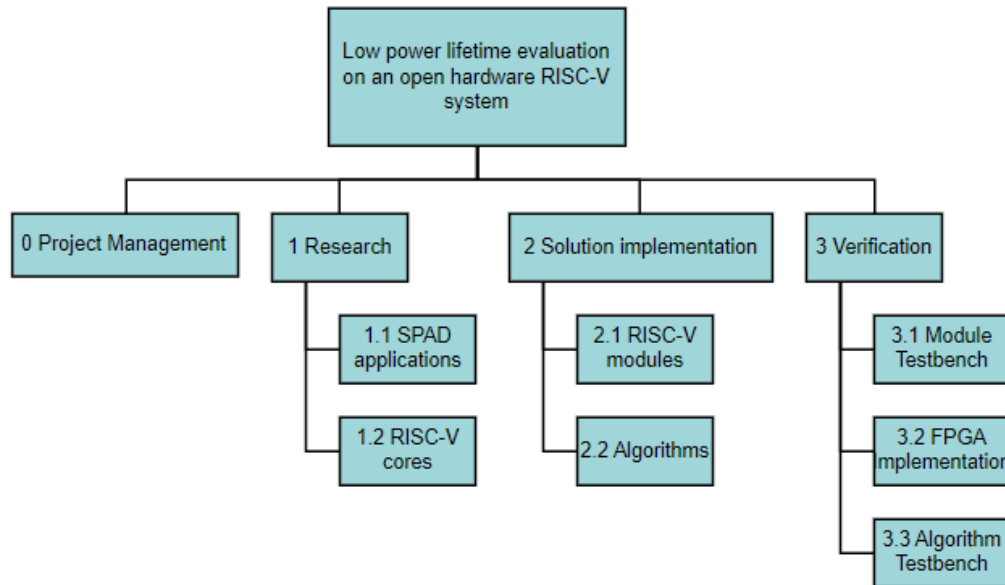 Low power lifetime evaluation
on an open hardware RISC-V
system
0 Project Management
1 Research
2 Solution implementation
3 Verification
1.1 SPAD
applications
2.1 RISC-V
modules
3.1 Module
Testbench
1.2 RISC-V
cores
2.2 Algorithms
3.2 FPGA
Implementation
3.3 Algorithm
Testbench